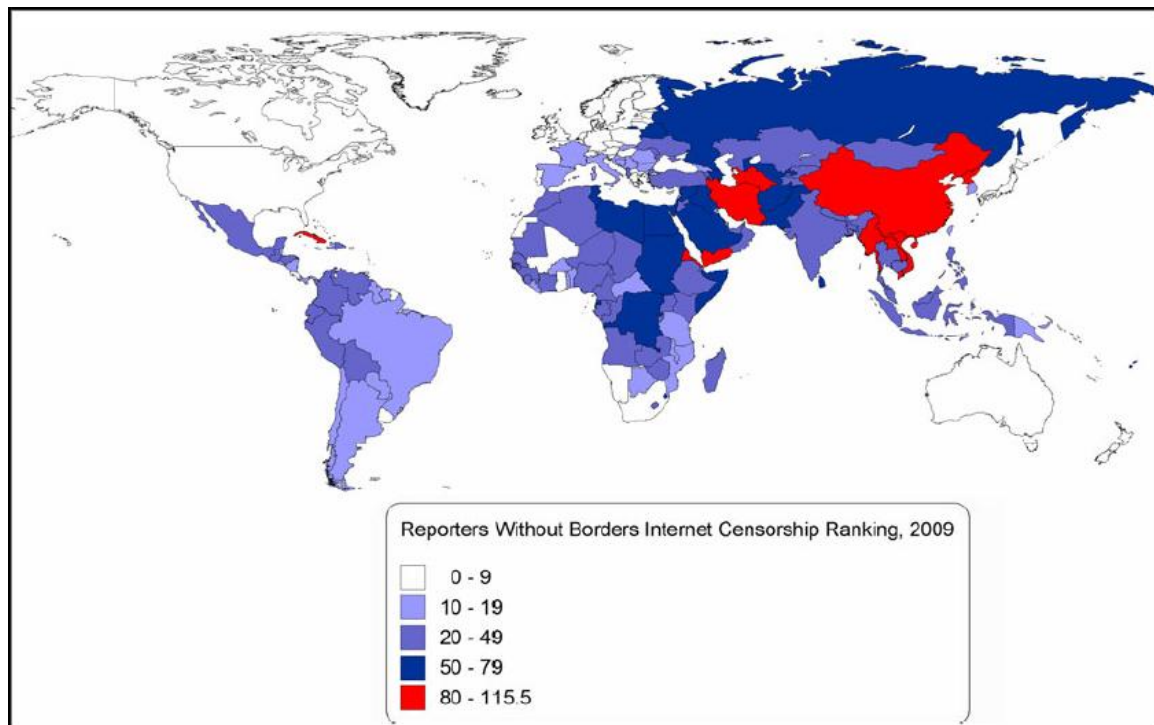 Reporters Without Borders Internet Censorship Ranking, 2009
0 - 9
10 - 19
20 - 49
50 - 79
80 - 115.5